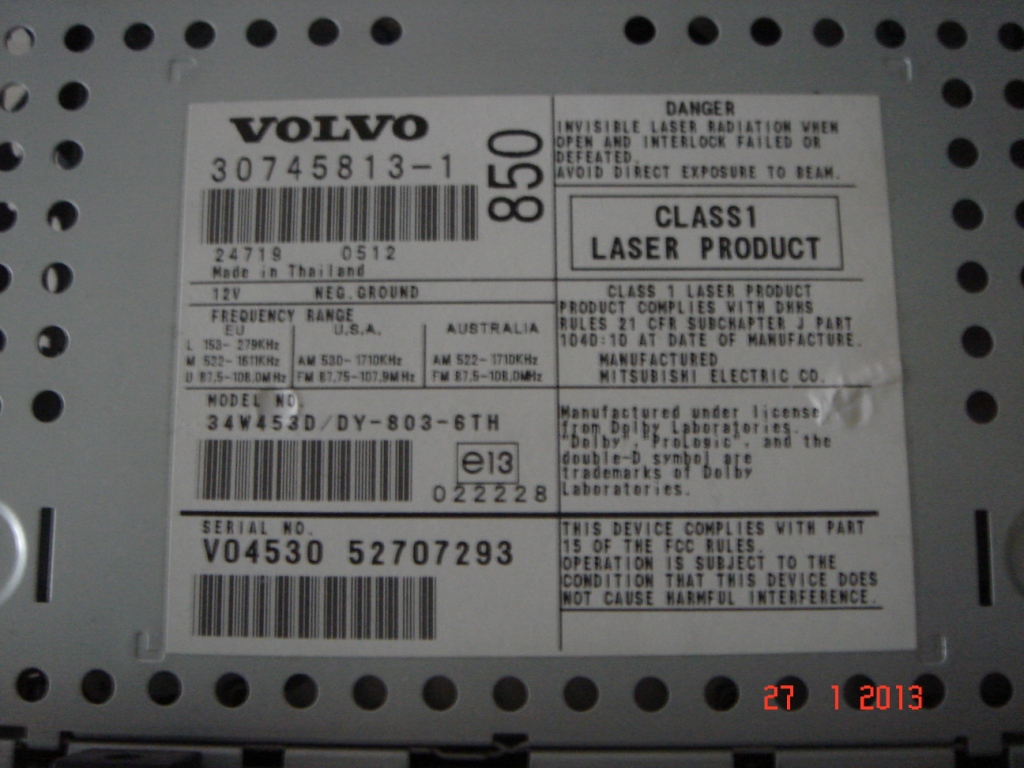 VOLVO
30745813-1
850
24719 0512
Made in Thailand
12V NEG. GROUND
FREQUENCY RANGE
EU
L 153- 279KHz
M 522-1611KHz
U 87.5-108.0MHz
U.S.A.
AM 530-1710KHz
FM 87.75-107.9MHz
AUSTRALIA
AM 522-1710KHz
FM 87.5-108.0MHz
MODEL NO.
34W453D/DY-803-6TH
e13
022228
SERIAL NO.
V04530 52707293
DANGER
INVISIBLE LASER RADIATION WHEN
OPEN AND INTERLOCK FAILED OR
DEFEATED.
AVOID DIRECT EXPOSURE TO BEAM.
CLASS1
LASER PRODUCT
CLASS 1 LASER PRODUCT
PRODUCT COMPLIES WITH DHHS
RULES 21 CFR SUBCHAPTER J PART
1040:10 AT DATE OF MANUFACTURE.
MANUFACTURED
MITSUBISHI ELECTRIC CO.
Manufactured under license
from Dolby Laboratories.
"Dolby", "ProLogic", and the
double-D symbol are
trademarks of Dolby
Laboratories.
THIS DEVICE COMPLIES WITH PART
15 OF THE FCC RULES.
OPERATION IS SUBJECT TO THE
CONDITION THAT THIS DEVICE DOES
NOT CAUSE HARMFUL INTERFERENCE.
27 1 2013